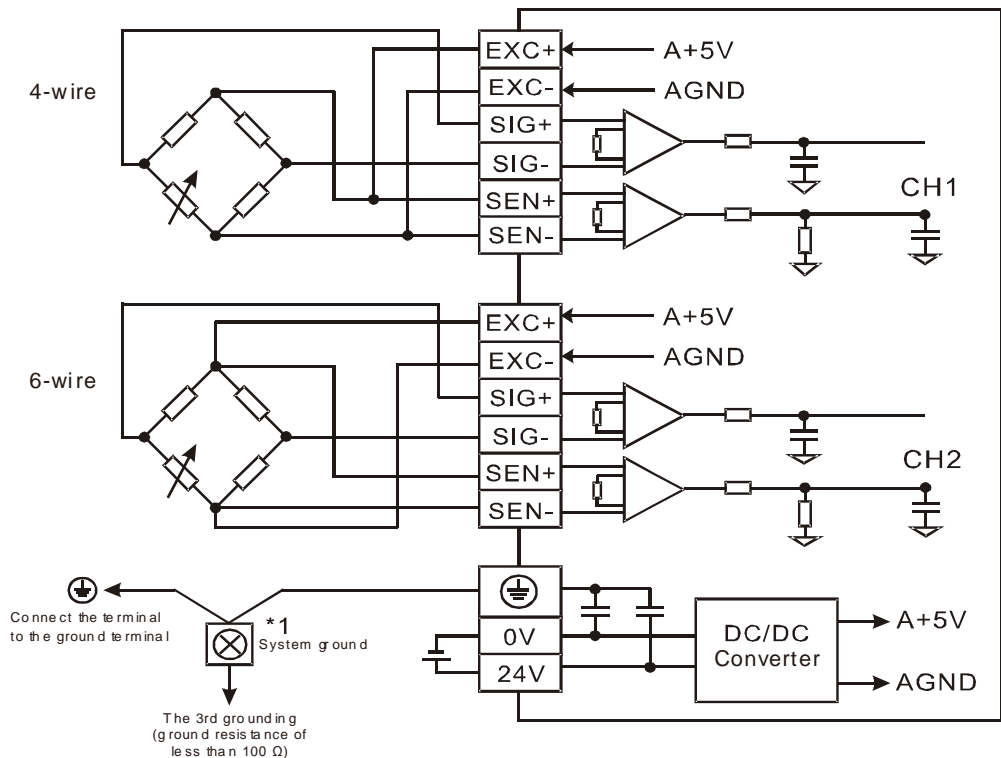 4-wire
EXC+
EXC-
SIG+
SIG-
SEN+
SEN-
A+5V
AGND
CH1
6-wire
EXC+
EXC-
SIG+
SIG-
SEN+
SEN-
A+5V
AGND
CH2
Connect the terminal
to the ground terminal
*1
System ground
The 3rd grounding
(ground resistance of
less than 100 Ω)
0V
24V
DC/DC
Converter
A+5V
AGND